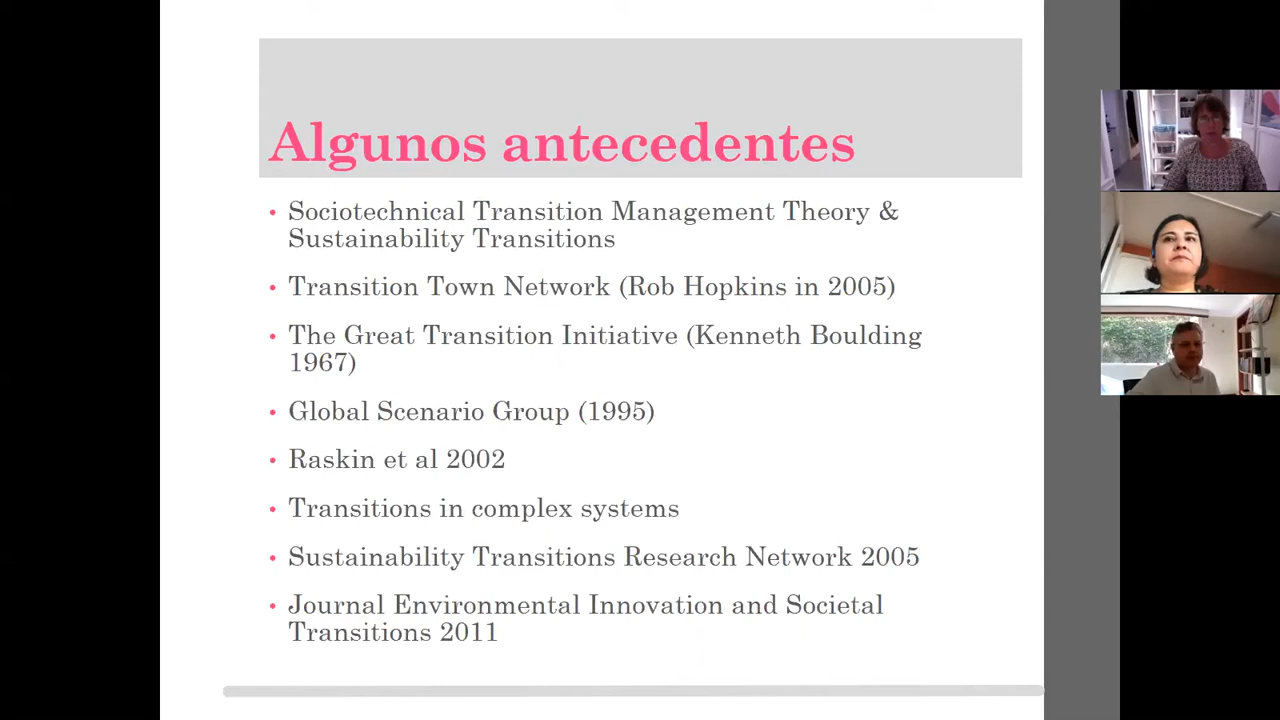 Algunos antecedentes
• Sociotechnical Transition Management Theory &
Sustainability Transitions
• Transition Town Network (Rob Hopkins in 2005)
• The Great Transition Initiative (Kenneth Boulding
1967)
• Global Scenario Group (1995)
• Raskin et al 2002
• Transitions in complex systems
• Sustainability Transitions Research Network 2005
• Journal Environmental Innovation and Societal
Transitions 2011